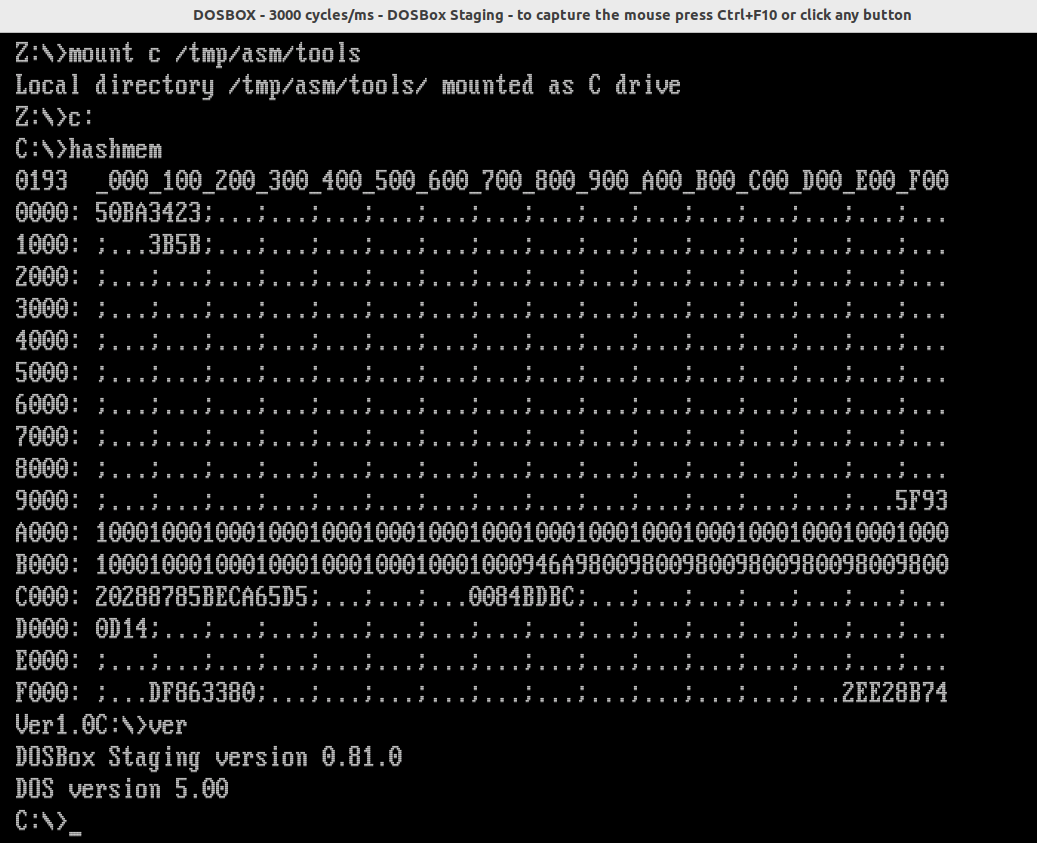 DOSBOX - 3000 cycles/ms - DOSBox Staging - to capture the mouse press Ctrl+F10 or click any button
Z:\>mount c /tmp/asm/tools
Local directory /tmp/asm/tools/ mounted as C drive
Z:\>c:
C:\>hashmem
0193  _000_100_200_300_400_500_600_700_800_900_A00_B00_C00_D00_E00_F00
0000: 50BA3423;...;...;...;...;...;...;...;...;...;...;...;...;...;...
1000: ;...3B5B;...;...;...;...;...;...;...;...;...;...;...;...;...;...
2000: ;...;...;...;...;...;...;...;...;...;...;...;...;...;...;...;...
3000: ;...;...;...;...;...;...;...;...;...;...;...;...;...;...;...;...
4000: ;...;...;...;...;...;...;...;...;...;...;...;...;...;...;...;...
5000: ;...;...;...;...;...;...;...;...;...;...;...;...;...;...;...;...
6000: ;...;...;...;...;...;...;...;...;...;...;...;...;...;...;...;...
7000: ;...;...;...;...;...;...;...;...;...;...;...;...;...;...;...;...
8000: ;...;...;...;...;...;...;...;...;...;...;...;...;...;...;...;...
9000: ;...;...;...;...;...;...;...;...;...;...;...;...;...;...;...5F93
A000: 1000100010001000100010001000100010001000100010001000100010001000
B000: 10001000100010001000100010001000946A9800980098009800980098009800
C000: 20288785BECA65D5;...;...;...0084BDBC;...;...;...;...;...;...;...
D000: 0D14;...;...;...;...;...;...;...;...;...;...;...;...;...;...;...
E000: ;...;...;...;...;...;...;...;...;...;...;...;...;...;...;...;...
F000: ;...DF863380;...;...;...;...;...;...;...;...;...;...;...2EE28B74
Ver1.0C:\>ver
DOSBox Staging version 0.81.0
DOS version 5.00
C:\>_